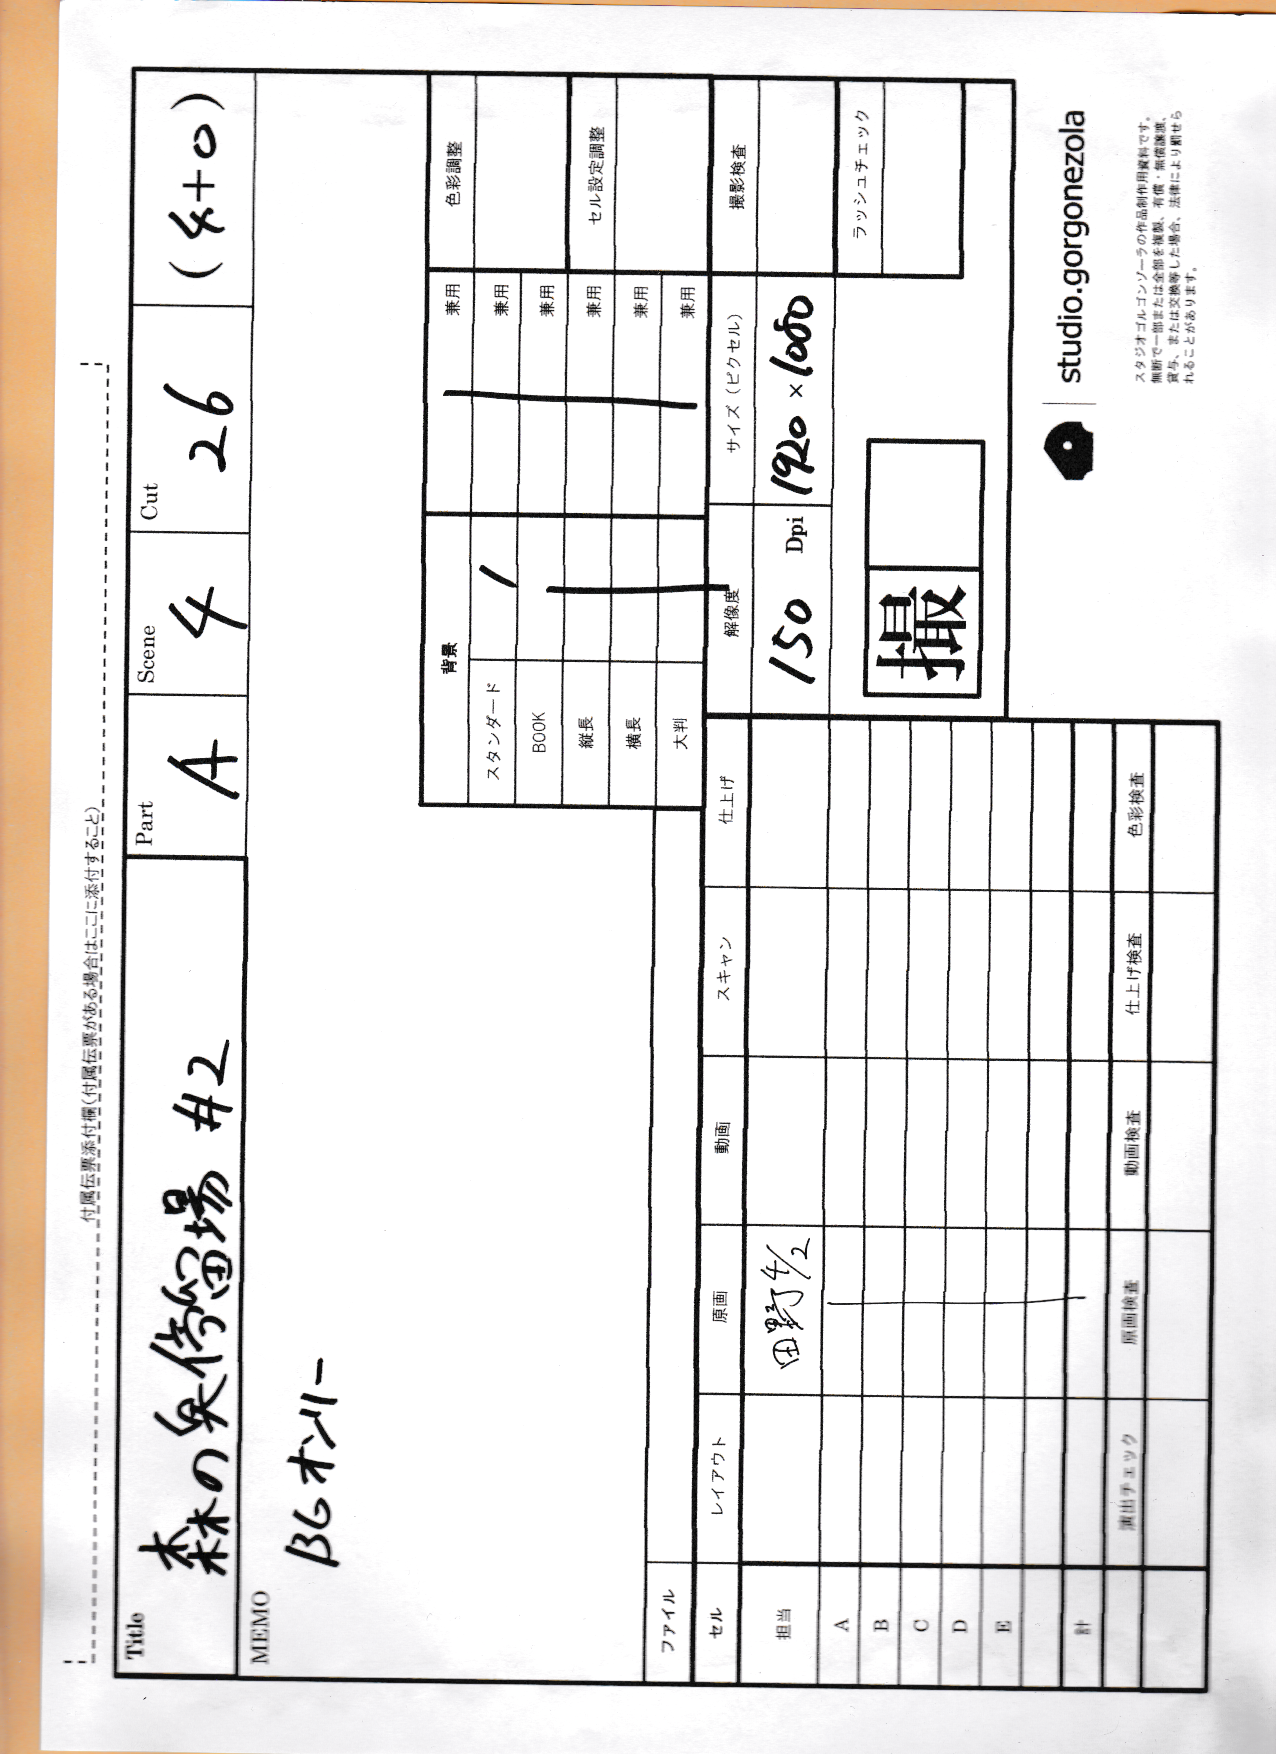 付属伝票添付欄(付属伝票がある場合はここに添付すること)
Title
森の矢停留場 #2
Part
A
Scene
4
Cut
26
(4+0)
MEMO
BGオンリー
背景
兼用
色彩調整
スタンダード
1
兼用
BOOK
兼用
縦長
兼用
セル設定調整
横長
兼用
大判
兼用
ファイル
解像度
サイズ(ピクセル)
撮影検査
150 Dpi
1920×1080
ラッシュチェック
撮
セル
レイアウト
原画
動画
スキャン
仕上げ
担当
田野 4/2
A
B
C
D
E
計
演出チェック
原画検査
動画検査
仕上げ検査
色彩検査
studio.gorgonezola
スタジオゴルゴンゾーラの作品制作用資料です。
無断で一部または全部を複製、有償・無償譲渡、
貸与、または交換等した場合、法律により罰せら
れることがあります。